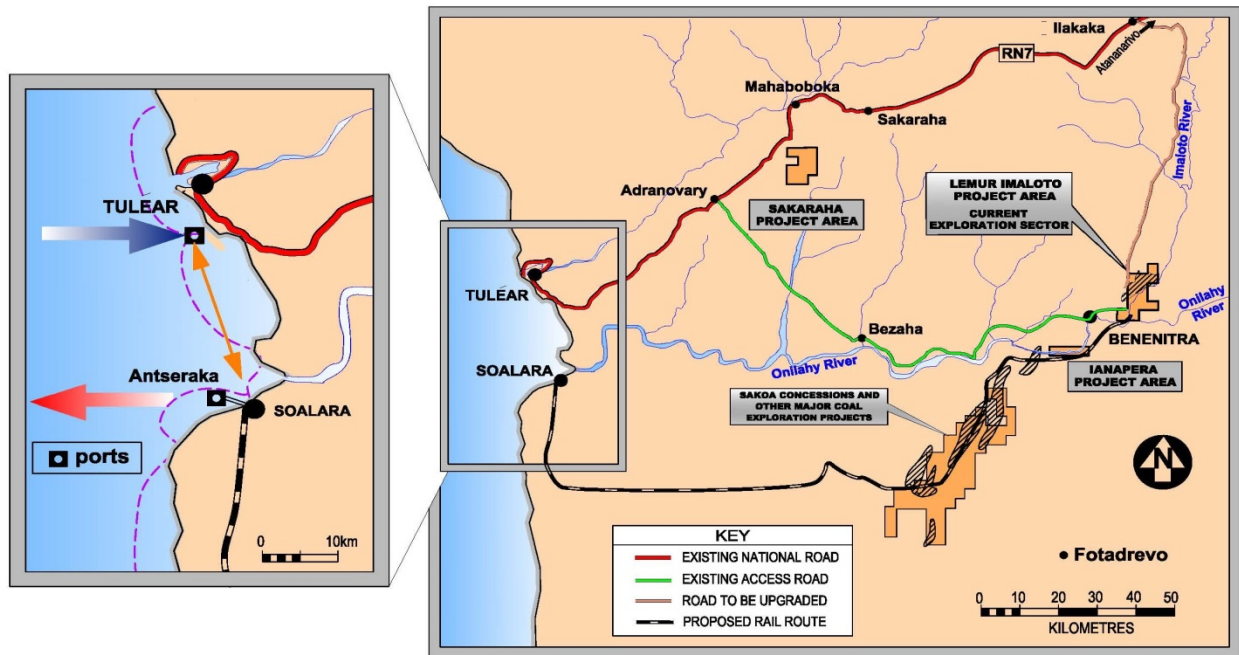 TULEAR
Antseraka
SOALARA
ports
0 10km
Ilakaka
Atananarivo
RN7
Mahaboboka
Sakaraha
Imaloto River
Adranovary
SAKARAHA
PROJECT AREA
LEMUR IMALOTO
PROJECT AREA
CURRENT
EXPLORATION SECTOR
TULEAR
Bezaha
Onilahy
River
BENENITRA
SOALARA
Onilahy River
IANAPERA
PROJECT AREA
SAKOA CONCESSIONS AND
OTHER MAJOR COAL
EXPLORATION PROJECTS
N
KEY
EXISTING NATIONAL ROAD
EXISTING ACCESS ROAD
ROAD TO BE UPGRADED
PROPOSED RAIL ROUTE
Fotadrevo
0 10 20 30 40 50
KILOMETRES